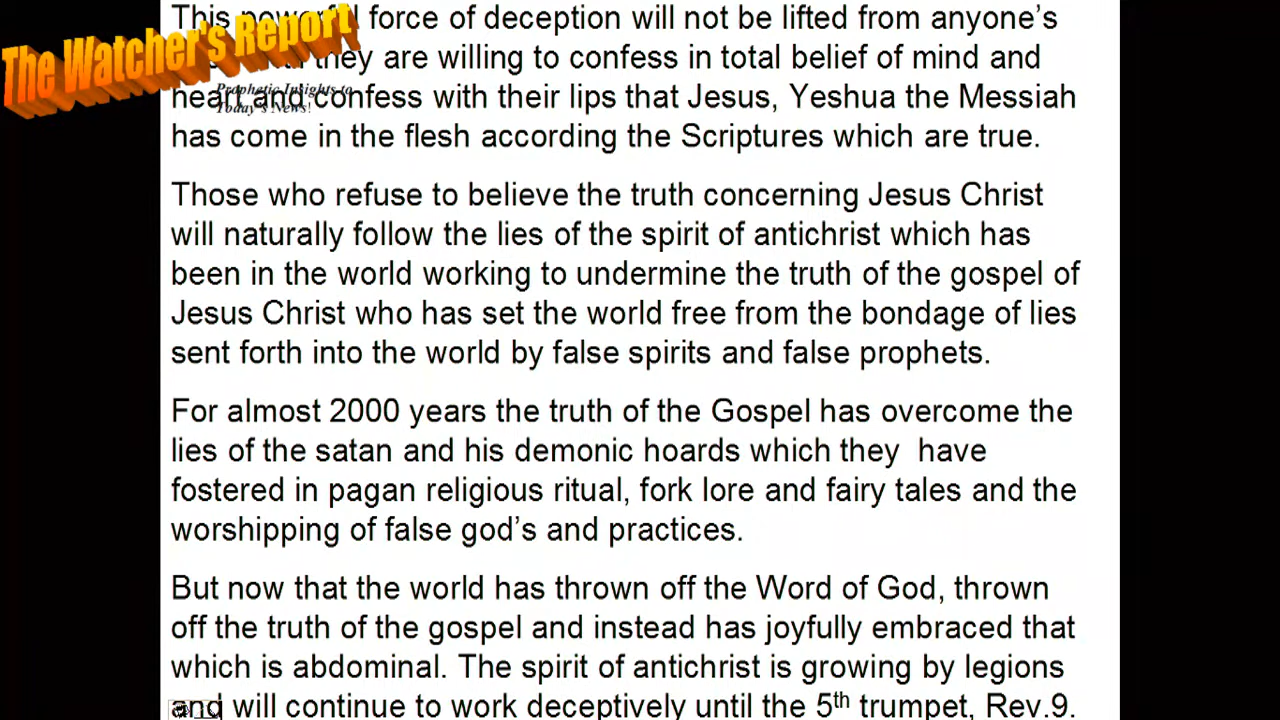 The Watcher's Report
Prophetic Insights to
Today's News!
This powerful force of deception will not be lifted from anyone’s
they are willing to confess in total belief of mind and
heart and confess with their lips that Jesus, Yeshua the Messiah
has come in the flesh according the Scriptures which are true.
Those who refuse to believe the truth concerning Jesus Christ
will naturally follow the lies of the spirit of antichrist which has
been in the world working to undermine the truth of the gospel of
Jesus Christ who has set the world free from the bondage of lies
sent forth into the world by false spirits and false prophets.
For almost 2000 years the truth of the Gospel has overcome the
lies of the satan and his demonic hoards which they  have
fostered in pagan religious ritual, fork lore and fairy tales and the
worshipping of false god’s and practices.
But now that the world has thrown off the Word of God, thrown
off the truth of the gospel and instead has joyfully embraced that
which is abdominal. The spirit of antichrist is growing by legions
and will continue to work deceptively until the 5th trumpet, Rev.9.